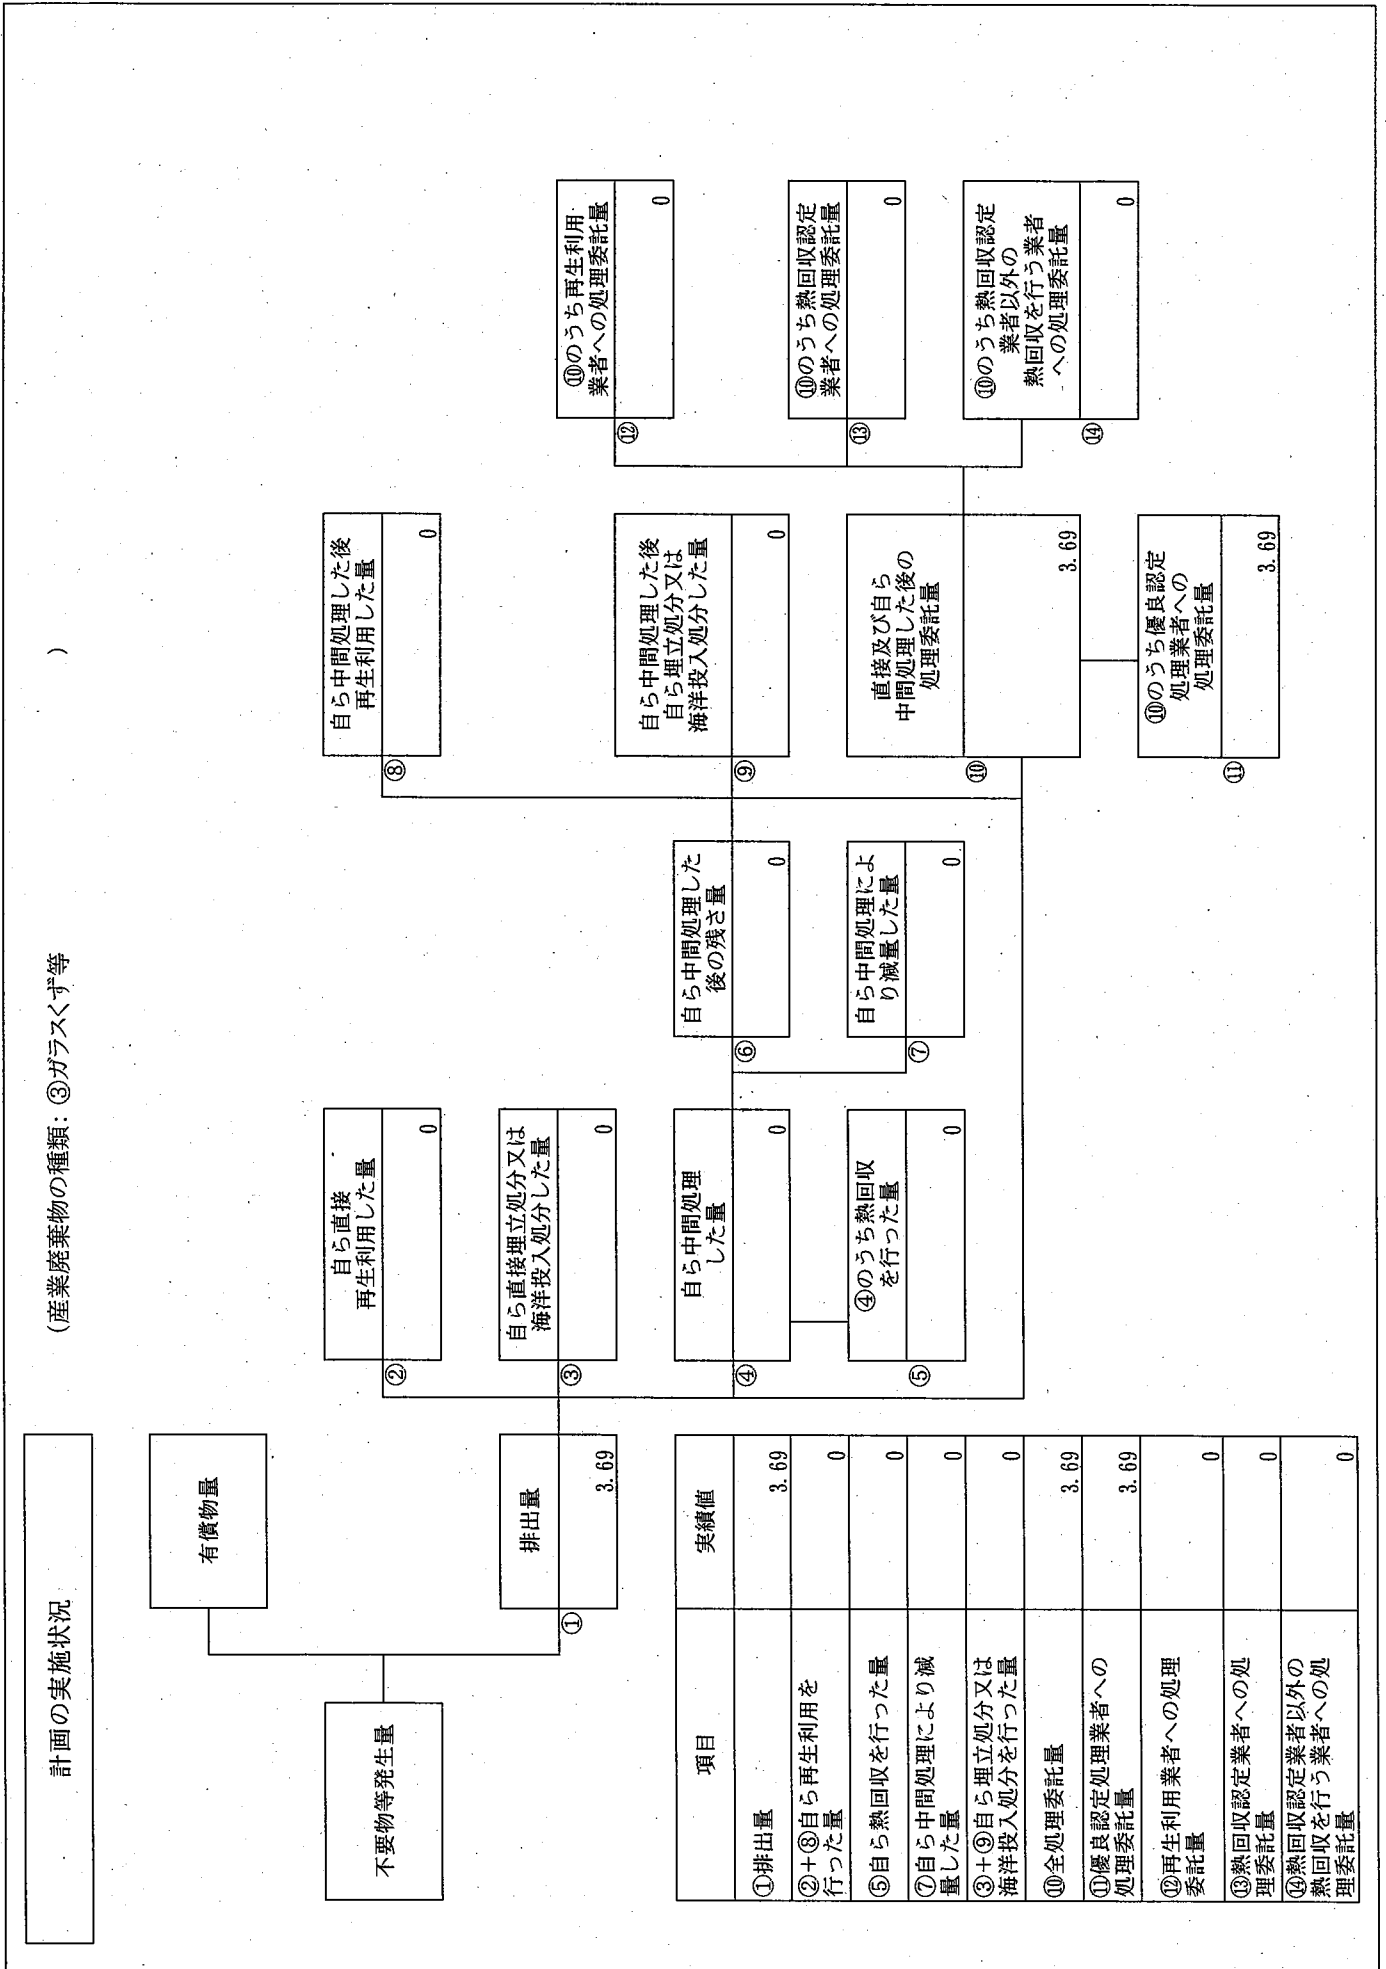 計画の実施状況
(産業廃棄物の種類：③ガラスくず等 )
不要物等発生量
有償物量
①
排出量
3.69
②
自ら直接
再生利用した量
0
③
自ら直接埋立処分又は
海洋投入処分した量
0
④
自ら中間処理
した量
0
⑤
④のうち熱回収
を行った量
0
⑥
自ら中間処理した
後の残さ量
0
⑦
自ら中間処理によ
り減量した量
0
⑧
自ら中間処理した後
再生利用した量
0
⑨
自ら中間処理した後
自ら埋立処分又は
海洋投入処分した量
0
⑩
直接及び自ら
中間処理した後の
処理委託量
3.69
⑪
⑩のうち優良認定
処理業者への
処理委託量
3.69
⑫
⑩のうち再生利用
業者への処理委託量
0
⑬
⑩のうち熱回収認定
業者への処理委託量
0
⑭
⑩のうち熱回収認定
業者以外の
熱回収を行う業者
への処理委託量
0
項目 実績値
①排出量 3.69
②+⑧自ら再生利用を
行った量 0
⑤自ら熱回収を行った量 0
⑦自ら中間処理により減
量した量 0
③+⑨自ら埋立処分又は
海洋投入処分を行った量 0
⑩全処理委託量 3.69
⑪優良認定処理業者への
処理委託量 3.69
⑫再生利用業者への処理
委託量 0
⑬熱回収認定業者への処
理委託量 0
⑭熱回収認定業者以外の
熱回収を行う業者への処
理委託量 0